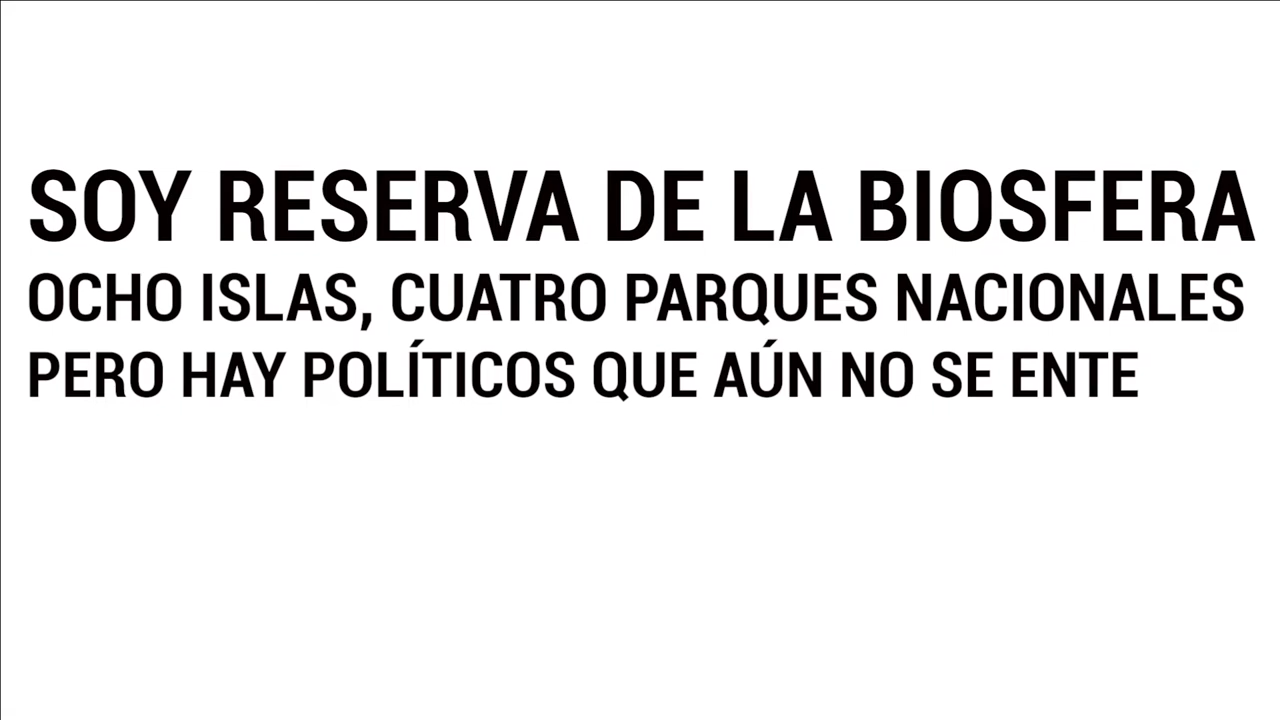 SOY RESERVA DE LA BIOSFERA
OCHO ISLAS, CUATRO PARQUES NACIONALES
PERO HAY POLÍTICOS QUE AÚN NO SE ENTE